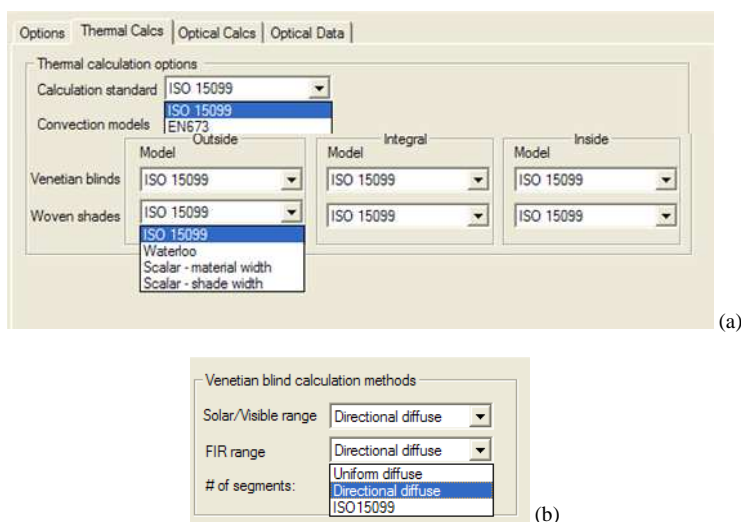 Options Thermal Calcs Optical Calcs Optical Data
Thermal calculation options
Calculation standard ISO 15099
ISO 15099
Convection models EN673
Outside Integral Inside
Model Model Model
Venetian blinds ISO 15099 ISO 15099 ISO 15099
Woven shades ISO 15099 ISO 15099 ISO 15099
ISO 15099
Waterloo
Scalar - material width
Scalar - shade width
(a)
Venetian blind calculation methods
Solar/Visible range Directional diffuse
FIR range Directional diffuse
Uniform diffuse
# of segments: Directional diffuse
ISO15099
(b)